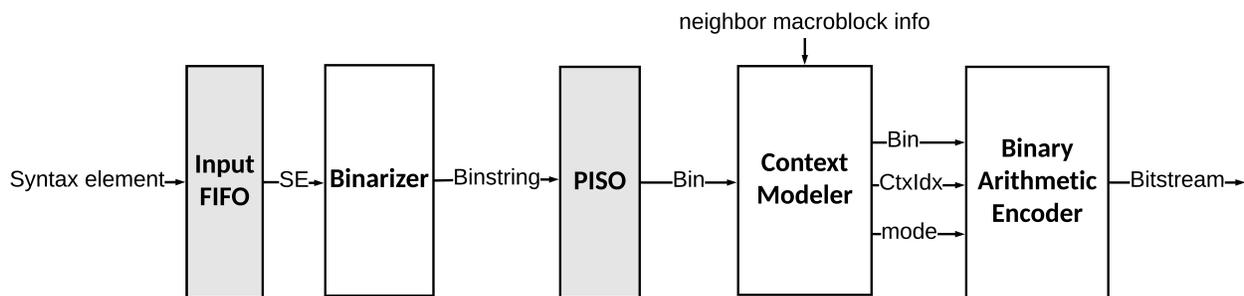 neighbor macroblock info
Syntax element
Input
FIFO
SE
Binarizer
Binstring
PISO
Bin
Context
Modeler
Bin
CtxIdx
mode
Binary
Arithmetic
Encoder
Bitstream